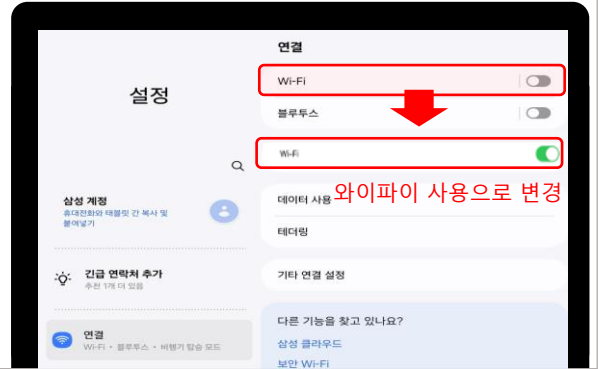 연결
설정
Wi-Fi
블루투스
Wi-Fi
와이파이 사용으로 변경
데이터 사용
테더링
기타 연결 설정
다른 기능을 찾고 있나요?
삼성 클라우드
보안 Wi-Fi
삼성 계정
휴대전화와 태블릿 간 복사 및
붙여넣기
긴급 연락처 추가
추천 1개 더 있음
연결
Wi-Fi • 블루투스 • 비행기 탑승 모드